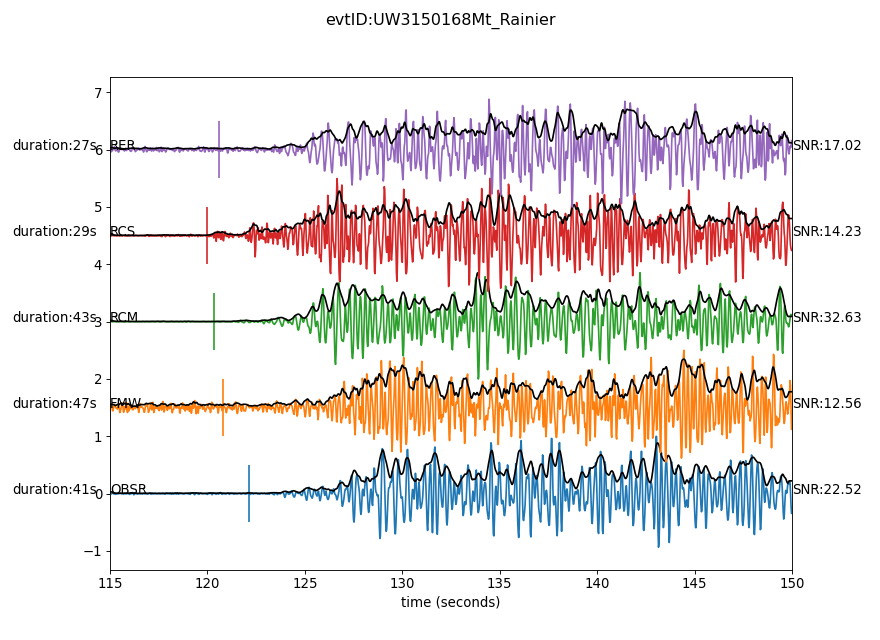 evtID:UW3150168Mt_Rainier
7
duration:27s 6 RER SNR:17.02
5
duration:29s RCS SNR:14.23
4
duration:43s 3 RCM SNR:32.63
2
duration:47s FMW SNR:12.56
1
duration:41s 0 OBSR SNR:22.52
−1
115 120 125 130 135 140 145 150
time (seconds)